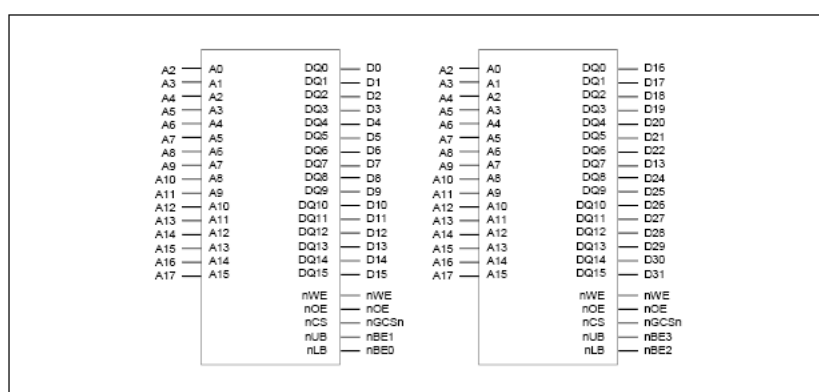 A2 A0 DQ0 D0 A2 A0 DQ0 D16
A3 A1 DQ1 D1 A3 A1 DQ1 D17
A4 A2 DQ2 D2 A4 A2 DQ2 D18
A5 A3 DQ3 D3 A5 A3 DQ3 D19
A6 A4 DQ4 D4 A6 A4 DQ4 D20
A7 A5 DQ5 D5 A7 A5 DQ5 D21
A8 A6 DQ6 D6 A8 A6 DQ6 D22
A9 A7 DQ7 D7 A9 A7 DQ7 D13
A10 A8 DQ8 D8 A10 A8 DQ8 D24
A11 A9 DQ9 D9 A11 A9 DQ9 D25
A12 A10 DQ10 D10 A12 A10 DQ10 D26
A13 A11 DQ11 D11 A13 A11 DQ11 D27
A14 A12 DQ12 D12 A14 A12 DQ12 D28
A15 A13 DQ13 D13 A15 A13 DQ13 D29
A16 A14 DQ14 D14 A16 A14 DQ14 D30
A17 A15 DQ15 D15 A17 A15 DQ15 D31
nWE nWE nWE nWE
nOE nOE nOE nOE
nCS nGCSn nCS nGCSn
nUB nBE1 nUB nBE3
nLB nBE0 nLB nBE2